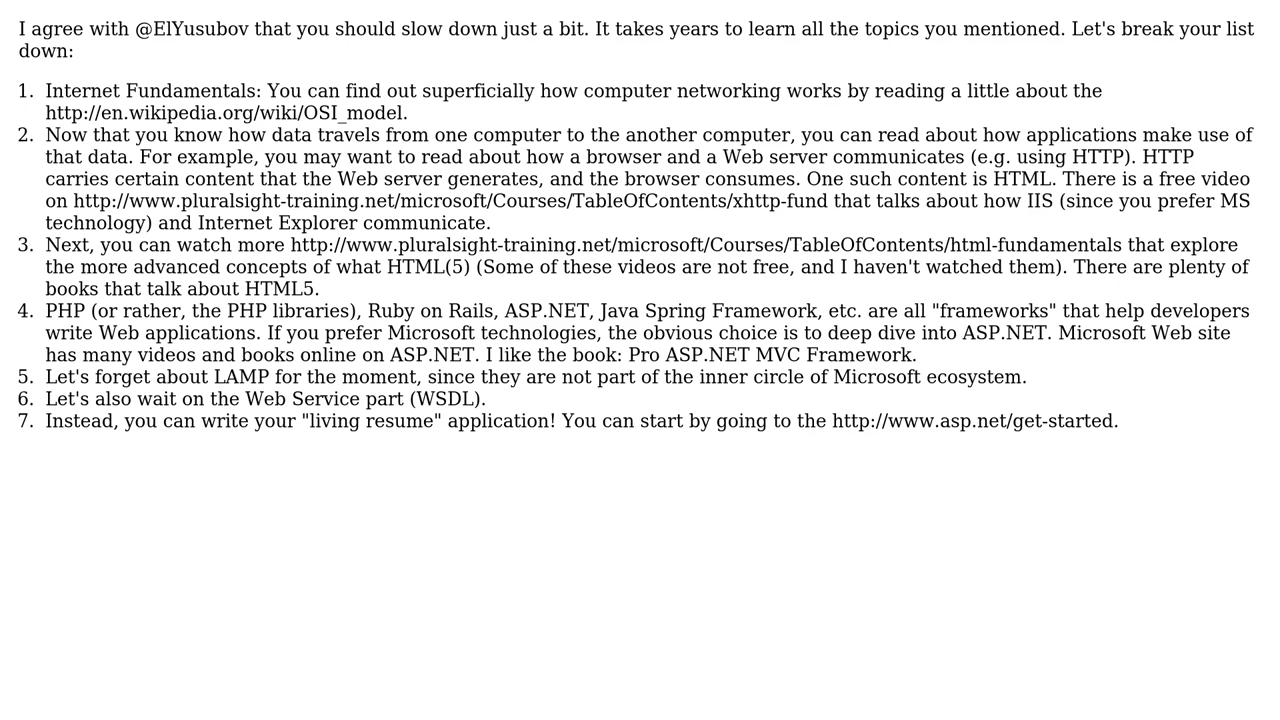 I agree with @ElYusubov that you should slow down just a bit. It takes years to learn all the topics you mentioned. Let's break your list
down:
1. Internet Fundamentals: You can find out superficially how computer networking works by reading a little about the
http://en.wikipedia.org/wiki/OSI_model.
2. Now that you know how data travels from one computer to the another computer, you can read about how applications make use of
that data. For example, you may want to read about how a browser and a Web server communicates (e.g. using HTTP). HTTP
carries certain content that the Web server generates, and the browser consumes. One such content is HTML. There is a free video
on http://www.pluralsight-training.net/microsoft/Courses/TableOfContents/xhttp-fund that talks about how IIS (since you prefer MS
technology) and Internet Explorer communicate.
3. Next, you can watch more http://www.pluralsight-training.net/microsoft/Courses/TableOfContents/html-fundamentals that explore
the more advanced concepts of what HTML(5) (Some of these videos are not free, and I haven't watched them). There are plenty of
books that talk about HTML5.
4. PHP (or rather, the PHP libraries), Ruby on Rails, ASP.NET, Java Spring Framework, etc. are all "frameworks" that help developers
write Web applications. If you prefer Microsoft technologies, the obvious choice is to deep dive into ASP.NET. Microsoft Web site
has many videos and books online on ASP.NET. I like the book: Pro ASP.NET MVC Framework.
5. Let's forget about LAMP for the moment, since they are not part of the inner circle of Microsoft ecosystem.
6. Let's also wait on the Web Service part (WSDL).
7. Instead, you can write your "living resume" application! You can start by going to the http://www.asp.net/get-started.